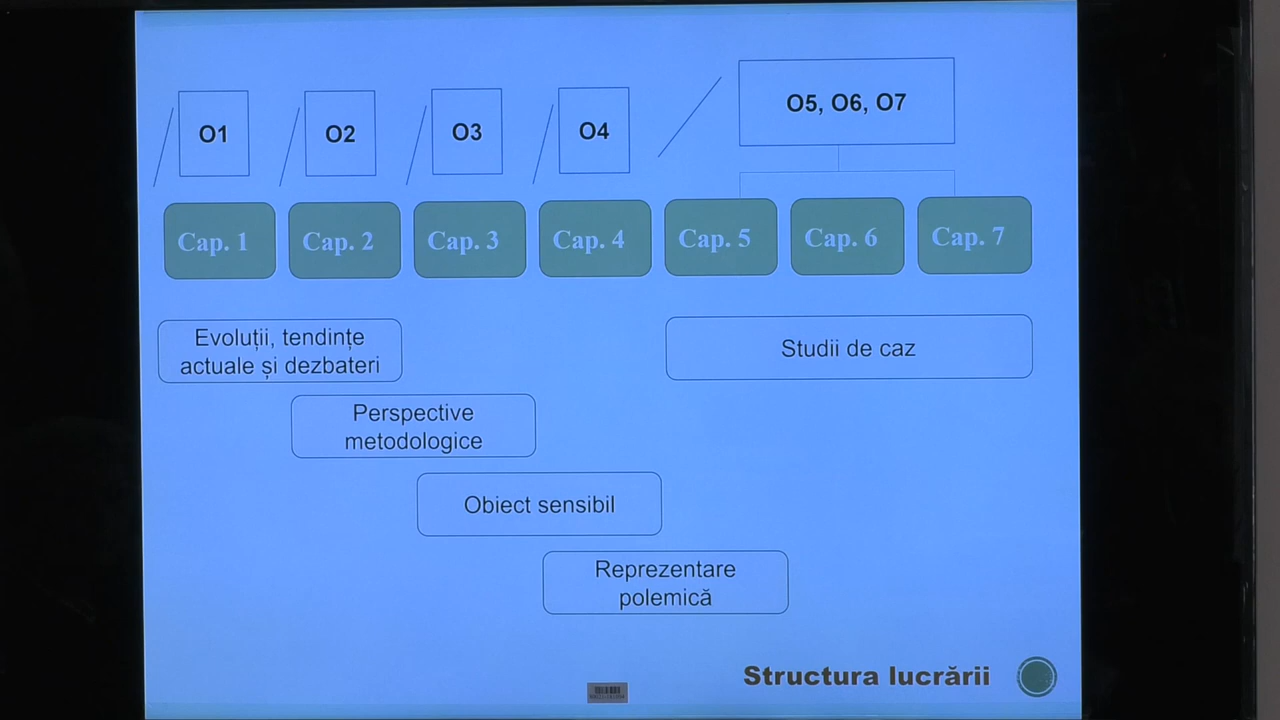 O1
O2
O3
O4
O5, O6, O7
Cap. 1
Cap. 2
Cap. 3
Cap. 4
Cap. 5
Cap. 6
Cap. 7
Evoluții, tendințe
actuale și dezbateri
Studii de caz
Perspective
metodologice
Obiect sensibil
Reprezentare
polemică
Structura lucrării